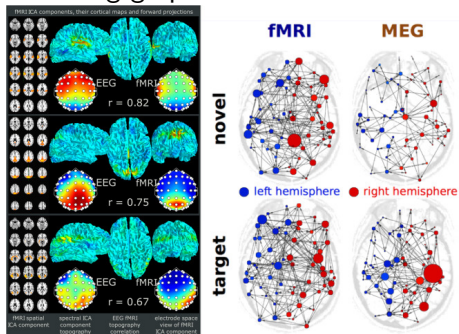 fMRI ICA components, their cortical maps and forward projections
EEG
fMRI
r = 0.82
EEG
fMRI
r = 0.75
EEG
fMRI
r = 0.67
fMRI spatial
ICA component
spectral ICA
component
topography
EEG fMRI
topography
correlation
electrode space
view of fMRI
ICA component
fMRI
MEG
novel
left hemisphere
right hemisphere
target